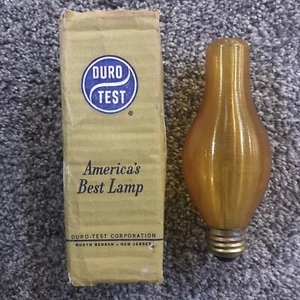 DURO
TEST
®
America's
Best Lamp
DURO-TEST CORPORATION
NORTH BERGEN • NEW JERSEY